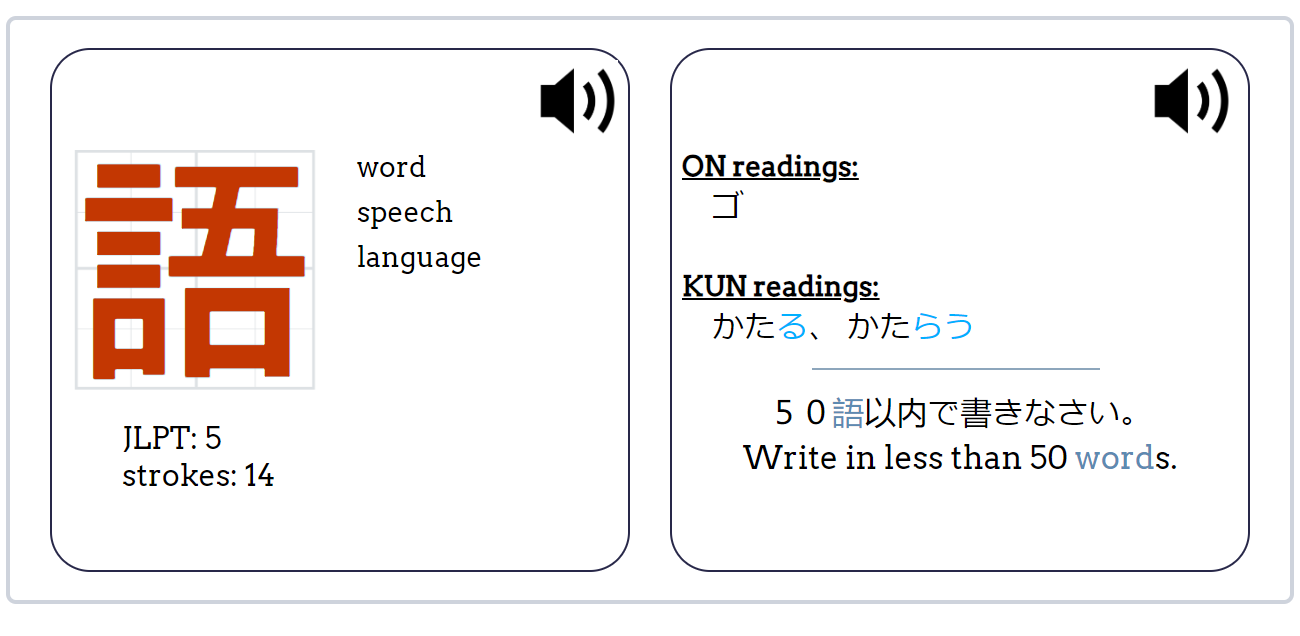 語
word
speech
language
JLPT: 5
strokes: 14
ON readings:
ゴ
KUN readings:
かたる、 かたらう
５０語以内で書きなさい。
Write in less than 50 words.